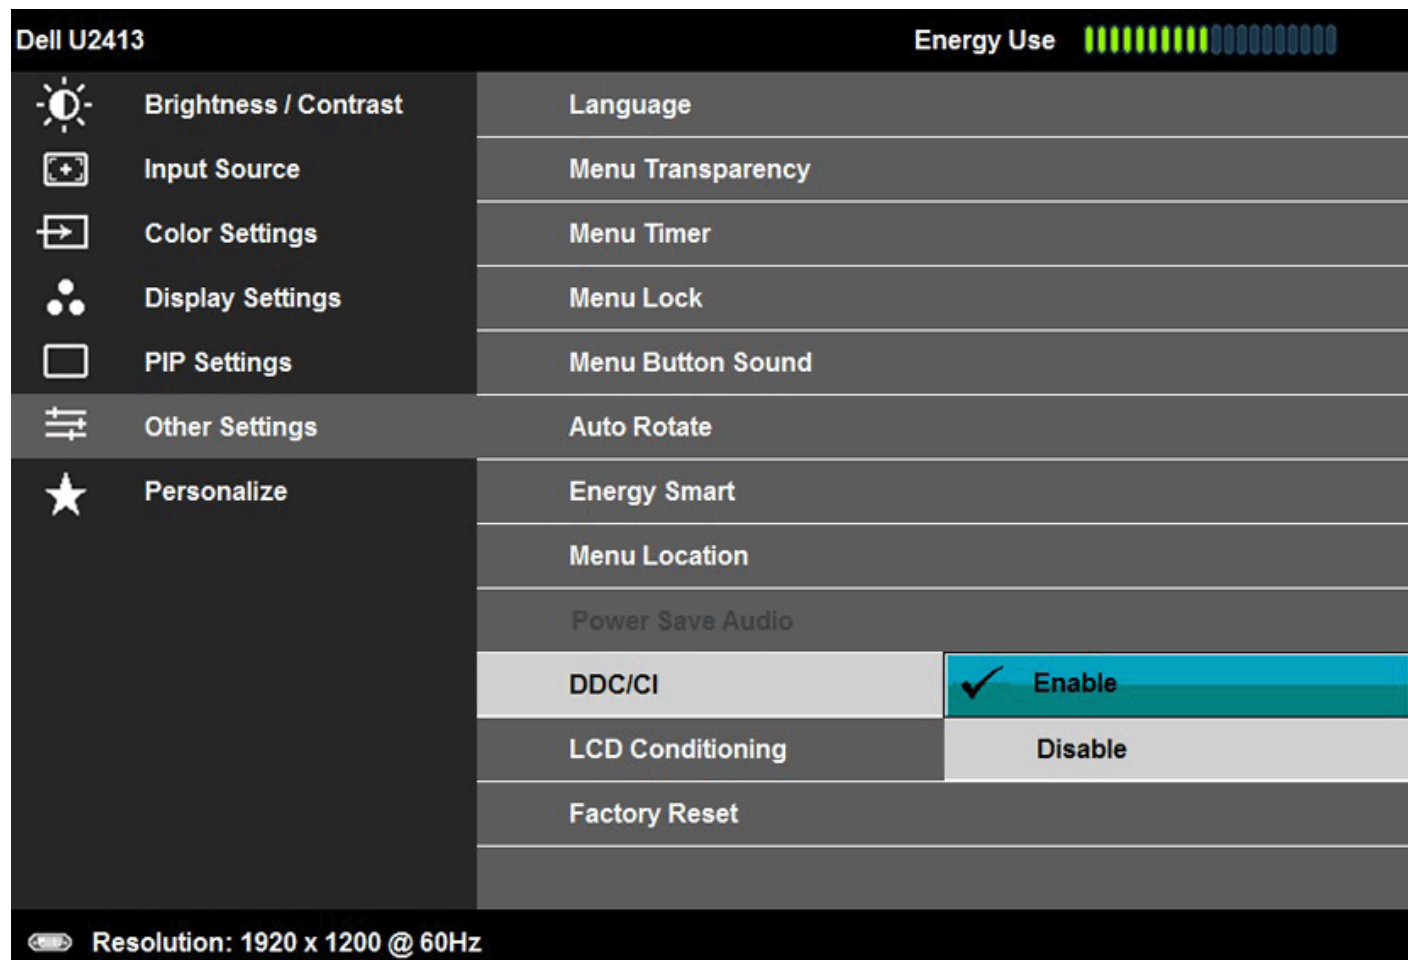 Dell U2413
Energy Use
Brightness / Contrast
Input Source
Color Settings
Display Settings
PIP Settings
Other Settings
Personalize
Language
Menu Transparency
Menu Timer
Menu Lock
Menu Button Sound
Auto Rotate
Energy Smart
Menu Location
Power Save Audio
DDC/CI
Enable
Disable
LCD Conditioning
Factory Reset
Resolution: 1920 x 1200 @ 60Hz